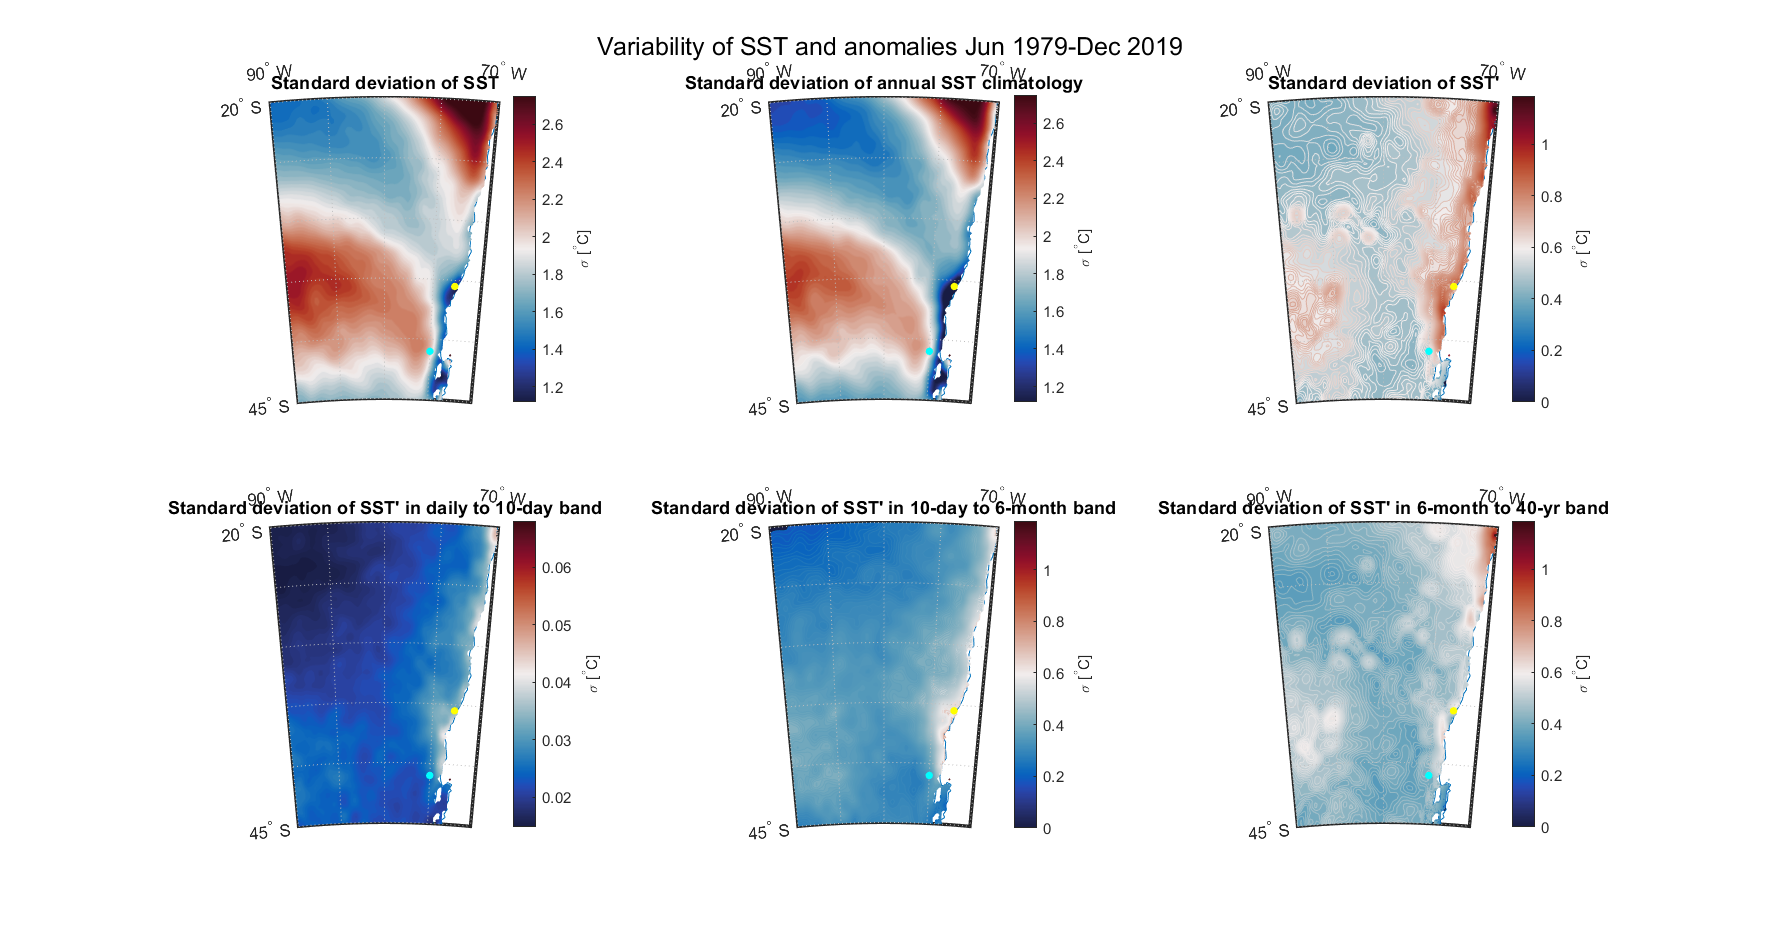 Variability of SST and anomalies Jun 1979-Dec 2019
90° W 70° W
Standard deviation of SST
20° S
45° S
2.6
2.4
2.2
2
1.8
1.6
1.4
1.2
σ [°C]
90° W 70° W
Standard deviation of annual SST climatology
20° S
45° S
2.6
2.4
2.2
2
1.8
1.6
1.4
1.2
σ [°C]
90° W 70° W
Standard deviation of SST'
20° S
45° S
1
0.8
0.6
0.4
0.2
0
σ [°C]
90° W 70° W
Standard deviation of SST' in daily to 10-day band
20° S
45° S
0.06
0.05
0.04
0.03
0.02
σ [°C]
90° W 70° W
Standard deviation of SST' in 10-day to 6-month band
20° S
45° S
1
0.8
0.6
0.4
0.2
0
σ [°C]
90° W 70° W
Standard deviation of SST' in 6-month to 40-yr band
20° S
45° S
1
0.8
0.6
0.4
0.2
0
σ [°C]